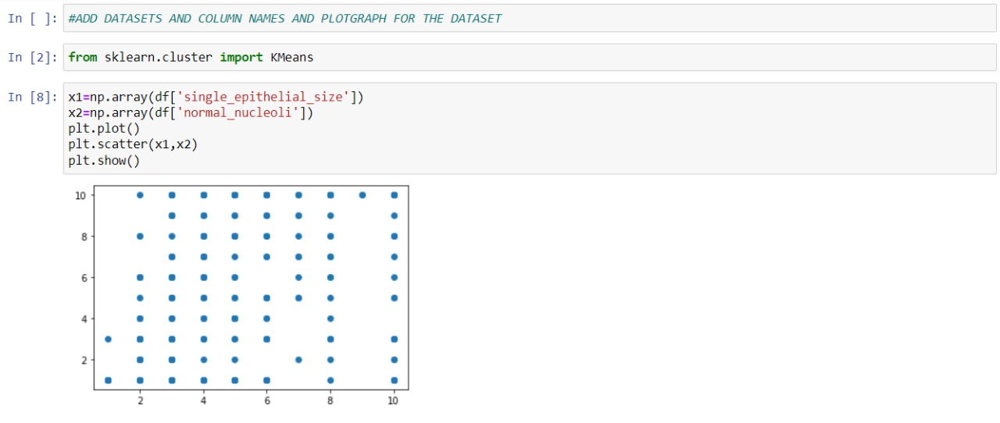 In [ ]: #ADD DATASETS AND COLUMN NAMES AND PLOTGRAPH FOR THE DATASET
In [2]: from sklearn.cluster import KMeans
In [8]: x1=np.array(df['single_epithelial_size'])
x2=np.array(df['normal_nucleoli'])
plt.plot()
plt.scatter(x1,x2)
plt.show()
10
8
6
4
2
2 4 6 8 10